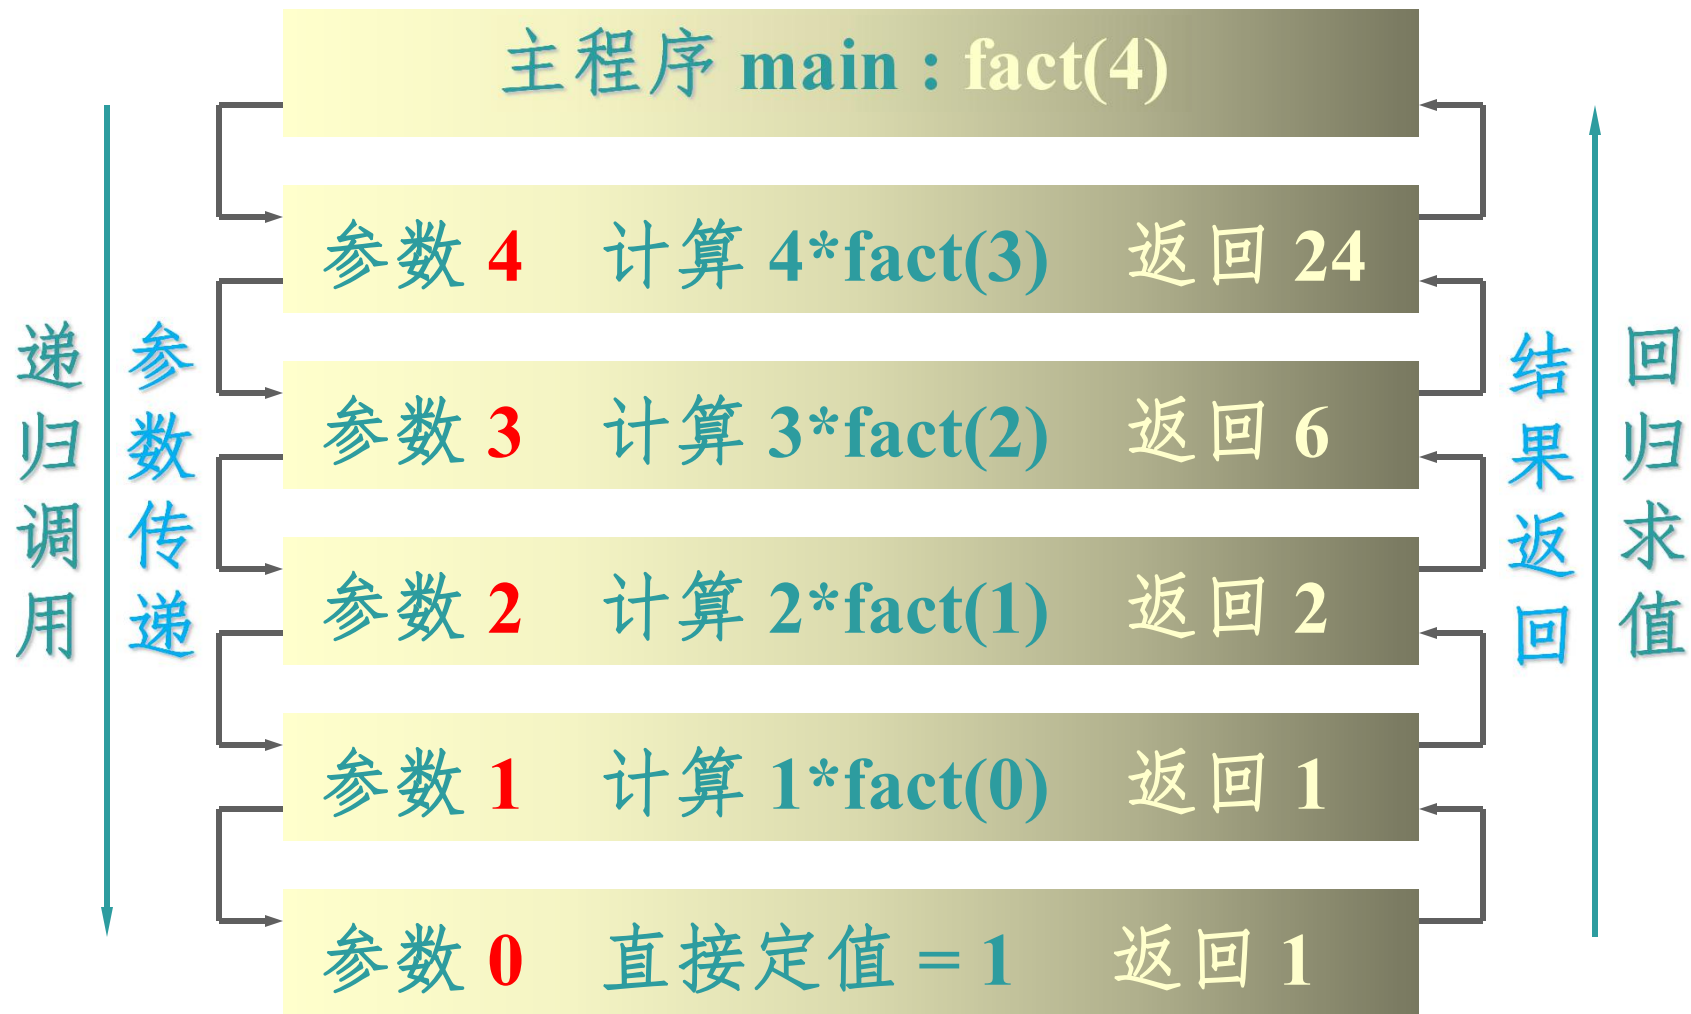 主程序 main : fact(4)
参数 4 计算 4*fact(3) 返回 24
参数 3 计算 3*fact(2) 返回 6
参数 2 计算 2*fact(1) 返回 2
参数 1 计算 1*fact(0) 返回 1
参数 0 直接定值 = 1 返回 1
递归调用
参数传递
结果返回
回归求值